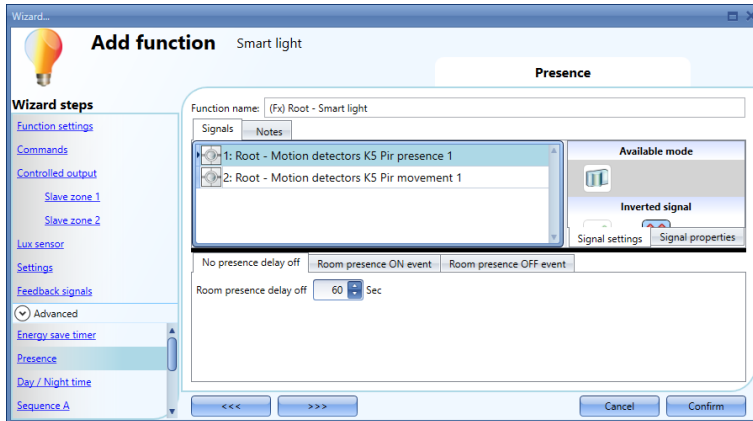 Wizard...
Add function Smart light
Presence
Wizard steps
Function settings
Commands
Controlled output
Slave zone 1
Slave zone 2
Lux sensor
Settings
Feedback signals
Advanced
Energy save timer
Presence
Day / Night time
Sequence A
Function name: (Fx) Root - Smart light
Signals Notes
1: Root - Motion detectors K5 Pir presence 1
2: Root - Motion detectors K5 Pir movement 1
Available mode
Inverted signal
Signal settings Signal properties
No presence delay off Room presence ON event Room presence OFF event
Room presence delay off 60 Sec
<<< >>> Cancel Confirm